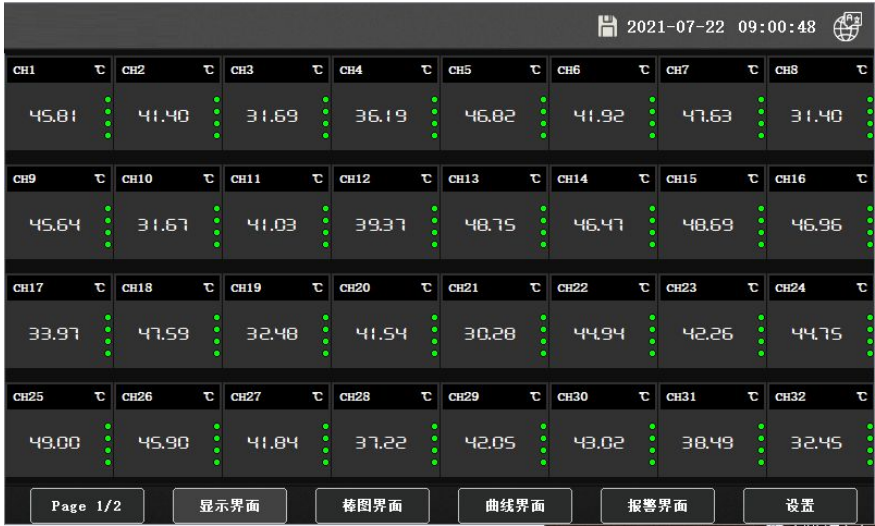 2021-07-22 09:00:48
CH1 ℃ CH2 ℃ CH3 ℃ CH4 ℃ CH5 ℃ CH6 ℃ CH7 ℃ CH8 ℃
45.81 41.40 31.69 36.19 46.82 41.92 47.63 31.40
CH9 ℃ CH10 ℃ CH11 ℃ CH12 ℃ CH13 ℃ CH14 ℃ CH15 ℃ CH16 ℃
45.64 31.67 41.03 39.37 48.75 46.47 48.69 46.96
CH17 ℃ CH18 ℃ CH19 ℃ CH20 ℃ CH21 ℃ CH22 ℃ CH23 ℃ CH24 ℃
33.97 47.59 32.48 41.54 30.28 44.94 42.26 44.75
CH25 ℃ CH26 ℃ CH27 ℃ CH28 ℃ CH29 ℃ CH30 ℃ CH31 ℃ CH32 ℃
49.00 45.90 41.84 37.22 42.05 43.02 38.49 32.45
Page 1/2 显示界面 棒图界面 曲线界面 报警界面 设置